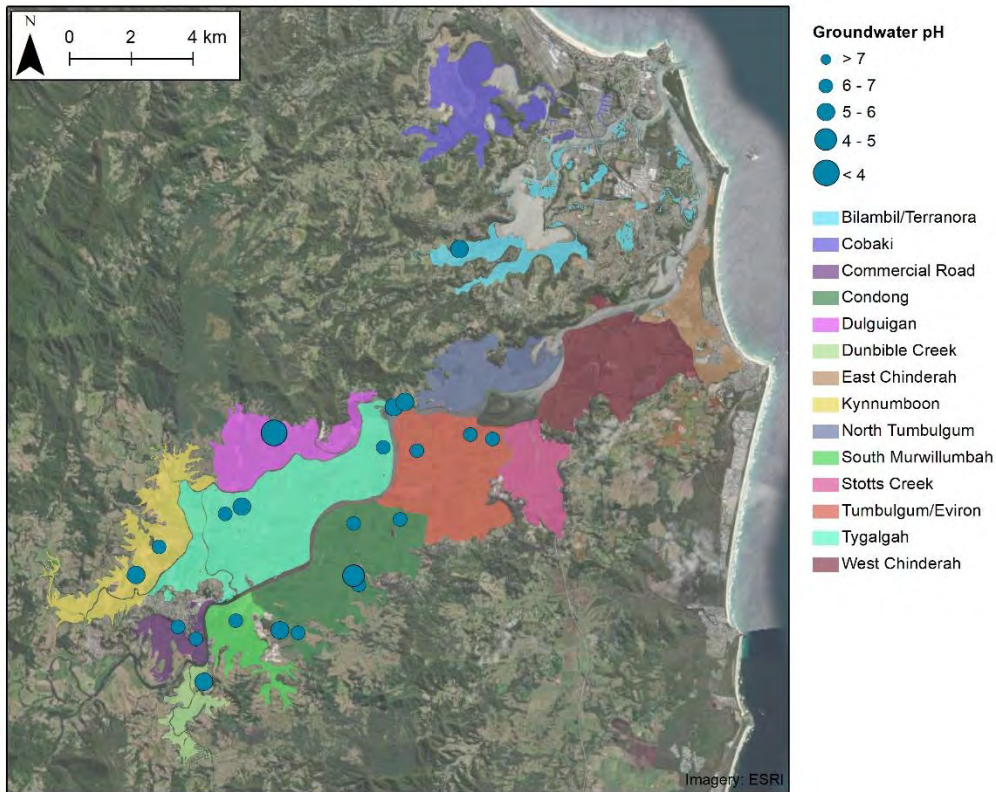 N
0 2 4 km
Groundwater pH
> 7
6 - 7
5 - 6
4 - 5
< 4
Bilambil/Terranora
Cobaki
Commercial Road
Condong
Dulguigan
Dunbible Creek
East Chinderah
Kynnumboon
North Tumbulgum
South Murwillumbah
Stotts Creek
Tumbulgum/Eviron
Tygalgah
West Chinderah
Imagery: ESRI